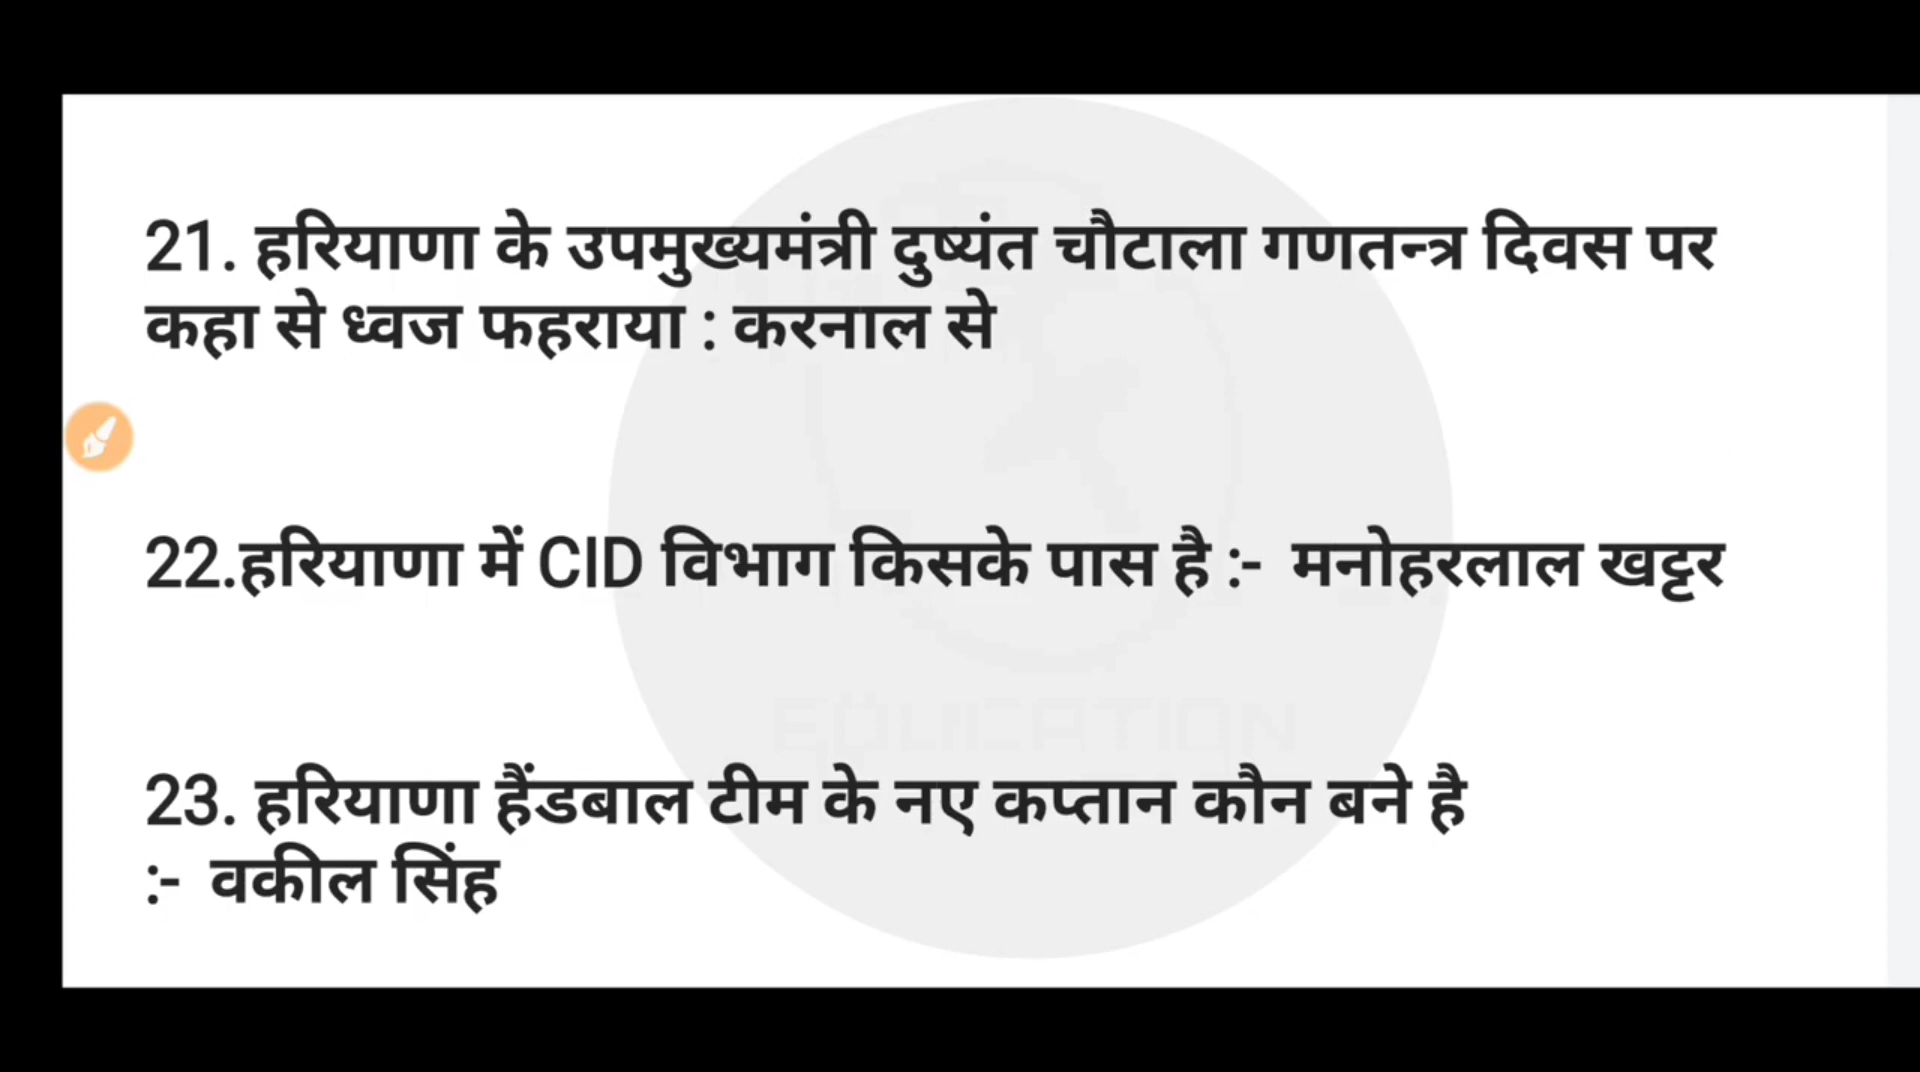 21. हरियाणा के उपमुख्यमंत्री दुष्यंत चौटाला गणतन्त्र दिवस पर
कहा से ध्वज फहराया : करनाल से
22.हरियाणा में CID विभाग किसके पास है :- मनोहरलाल खट्टर
EDUCATION
23. हरियाणा हैंडबाल टीम के नए कप्तान कौन बने है
:- वकील सिंह